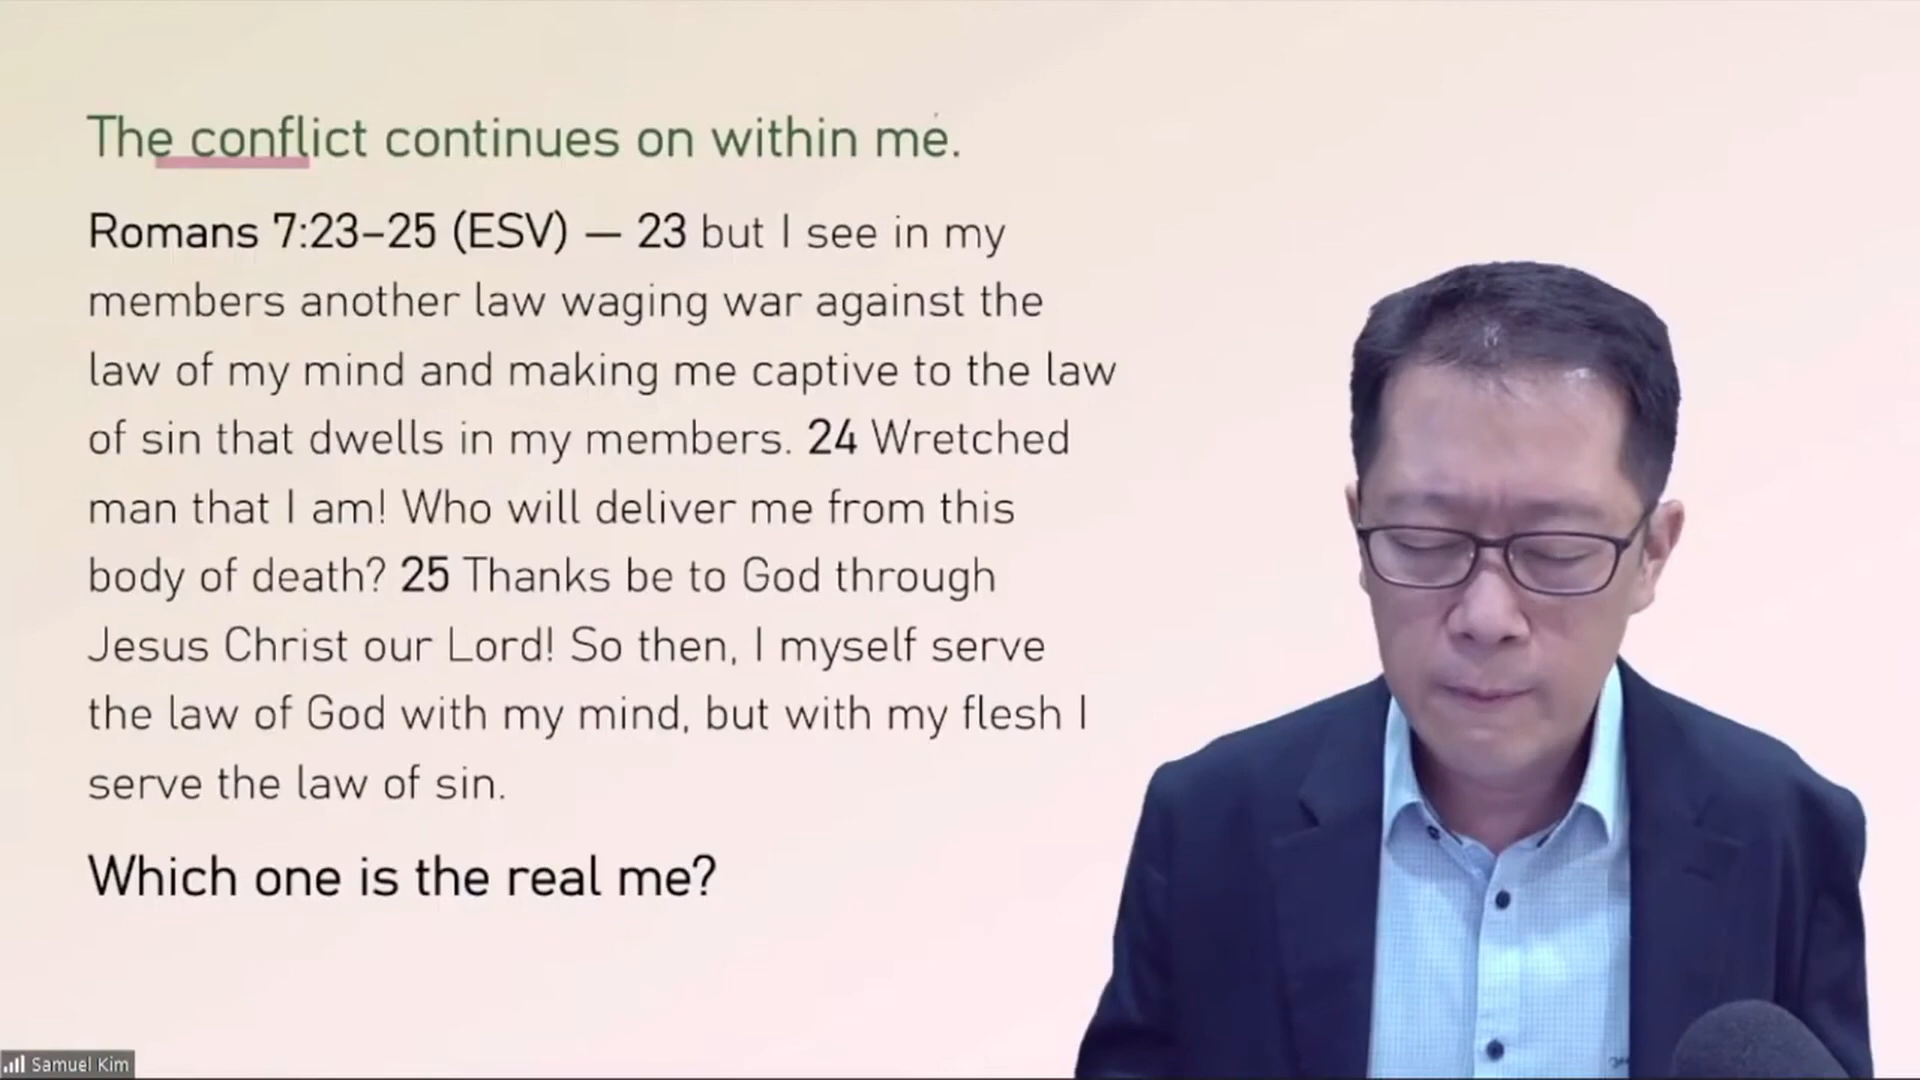 The conflict continues on within me.
Romans 7:23–25 (ESV) — 23 but I see in my
members another law waging war against the
law of my mind and making me captive to the law
of sin that dwells in my members. 24 Wretched
man that I am! Who will deliver me from this
body of death? 25 Thanks be to God through
Jesus Christ our Lord! So then, I myself serve
the law of God with my mind, but with my flesh I
serve the law of sin.
Which one is the real me?
Samuel Kim